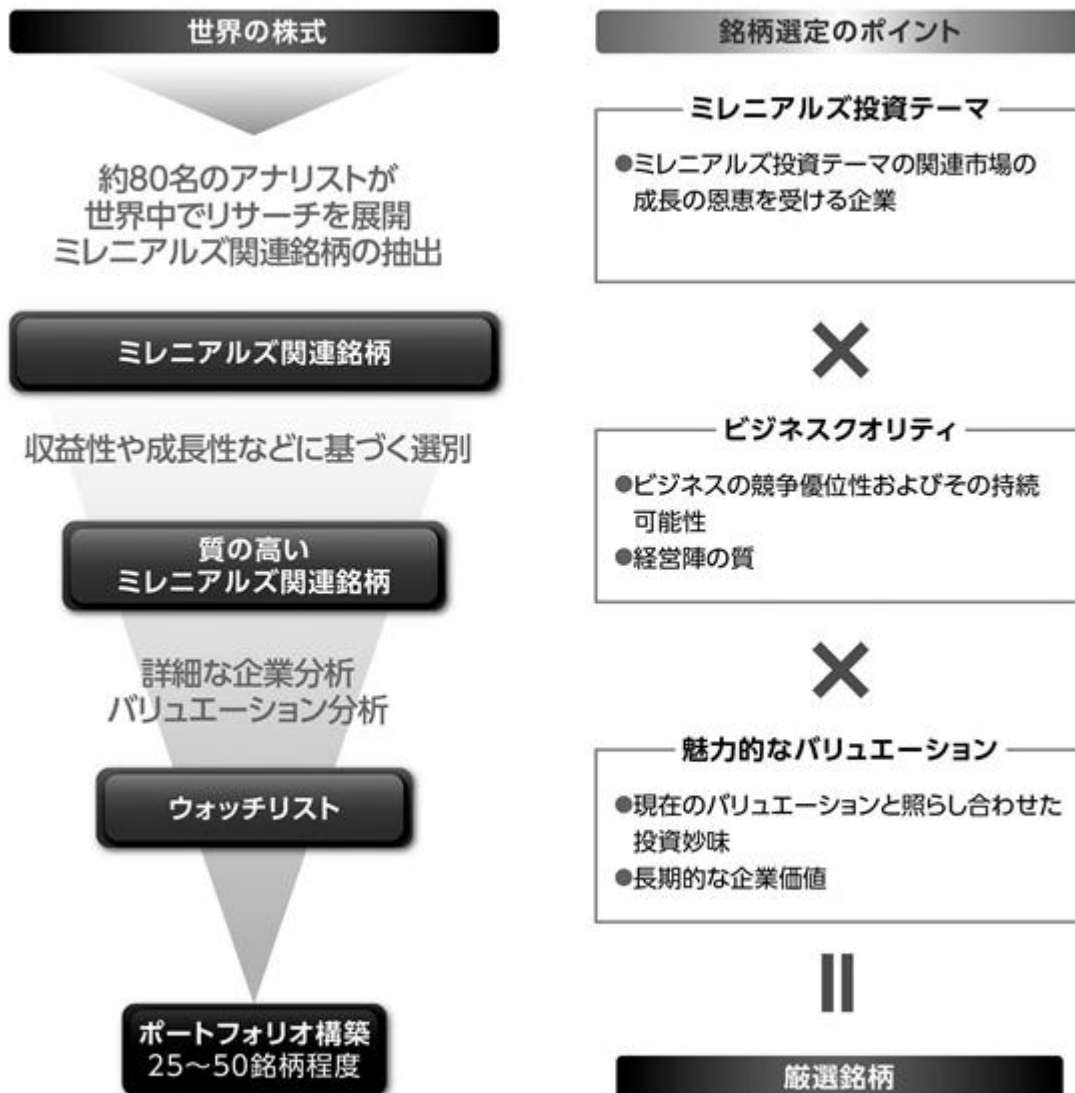 世界の株式
約80名のアナリストが
世界中でリサーチを展開
ミレニアルズ関連銘柄の抽出
ミレニアルズ関連銘柄
収益性や成長性などに基づく選別
質の高い
ミレニアルズ関連銘柄
詳細な企業分析
バリュエーション分析
ウォッチリスト
ポートフォリオ構築
25～50銘柄程度
銘柄選定のポイント
ミレニアルズ投資テーマ
●ミレニアルズ投資テーマの関連市場の
成長の恩恵を受ける企業
×
ビジネスクオリティ
●ビジネスの競争優位性およびその持続
可能性
●経営陣の質
×
魅力的なバリュエーション
●現在のバリュエーションと照らし合わせた
投資妙味
●長期的な企業価値
厳選銘柄